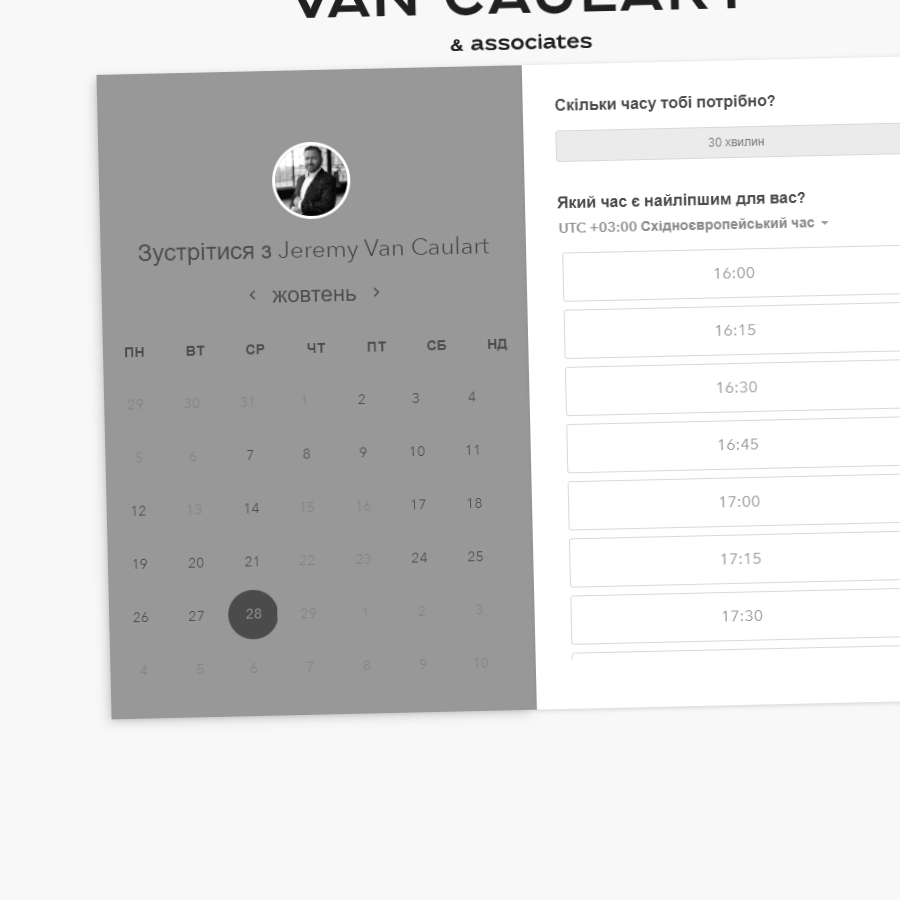 VAN CAULART
& associates
Зустрітися з Jeremy Van Caulart
жовтень
ПН ВТ СР ЧТ ПТ СБ НД
29 30 31 1 2 3 4
5 6 7 8 9 10 11
12 13 14 15 16 17 18
19 20 21 22 23 24 25
26 27 28 29 1 2 3
4 5 6 7 8 9 10
Скільки часу тобі потрібно?
30 хвилин
Який час є найліпшим для вас?
UTC +03:00 Східноєвропейський час
16:00
16:15
16:30
16:45
17:00
17:15
17:30